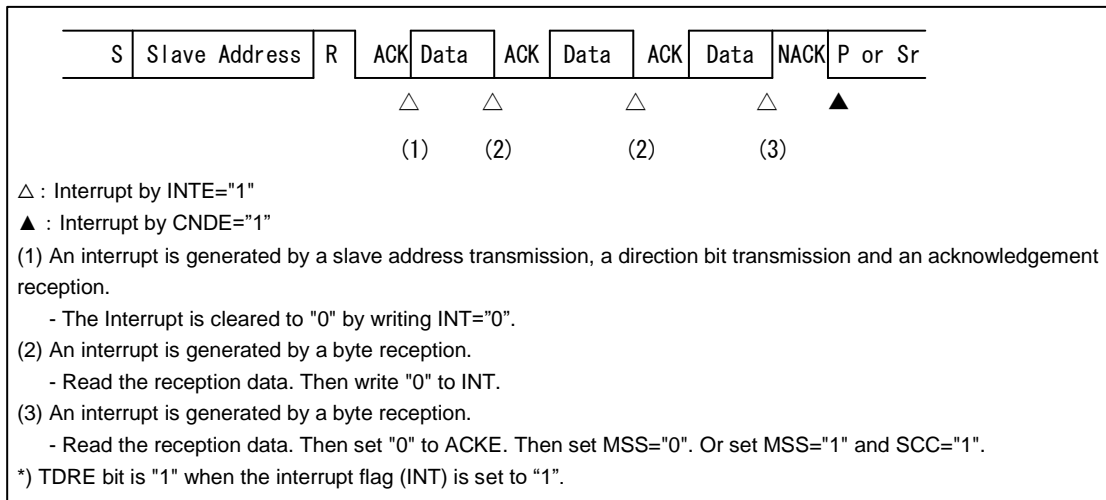 S Slave Address R ACK Data ACK Data ACK Data NACK P or Sr
△ △ △ △ ▲
(1) (2) (2) (3)
△ : Interrupt by INTE="1"
▲ : Interrupt by CNDE=”1”
(1) An interrupt is generated by a slave address transmission, a direction bit transmission and an acknowledgement
reception.
- The Interrupt is cleared to "0" by writing INT=”0”.
(2) An interrupt is generated by a byte reception.
- Read the reception data. Then write "0" to INT.
(3) An interrupt is generated by a byte reception.
- Read the reception data. Then set "0" to ACKE. Then set MSS="0". Or set MSS="1" and SCC="1".
*) TDRE bit is "1" when the interrupt flag (INT) is set to “1”.